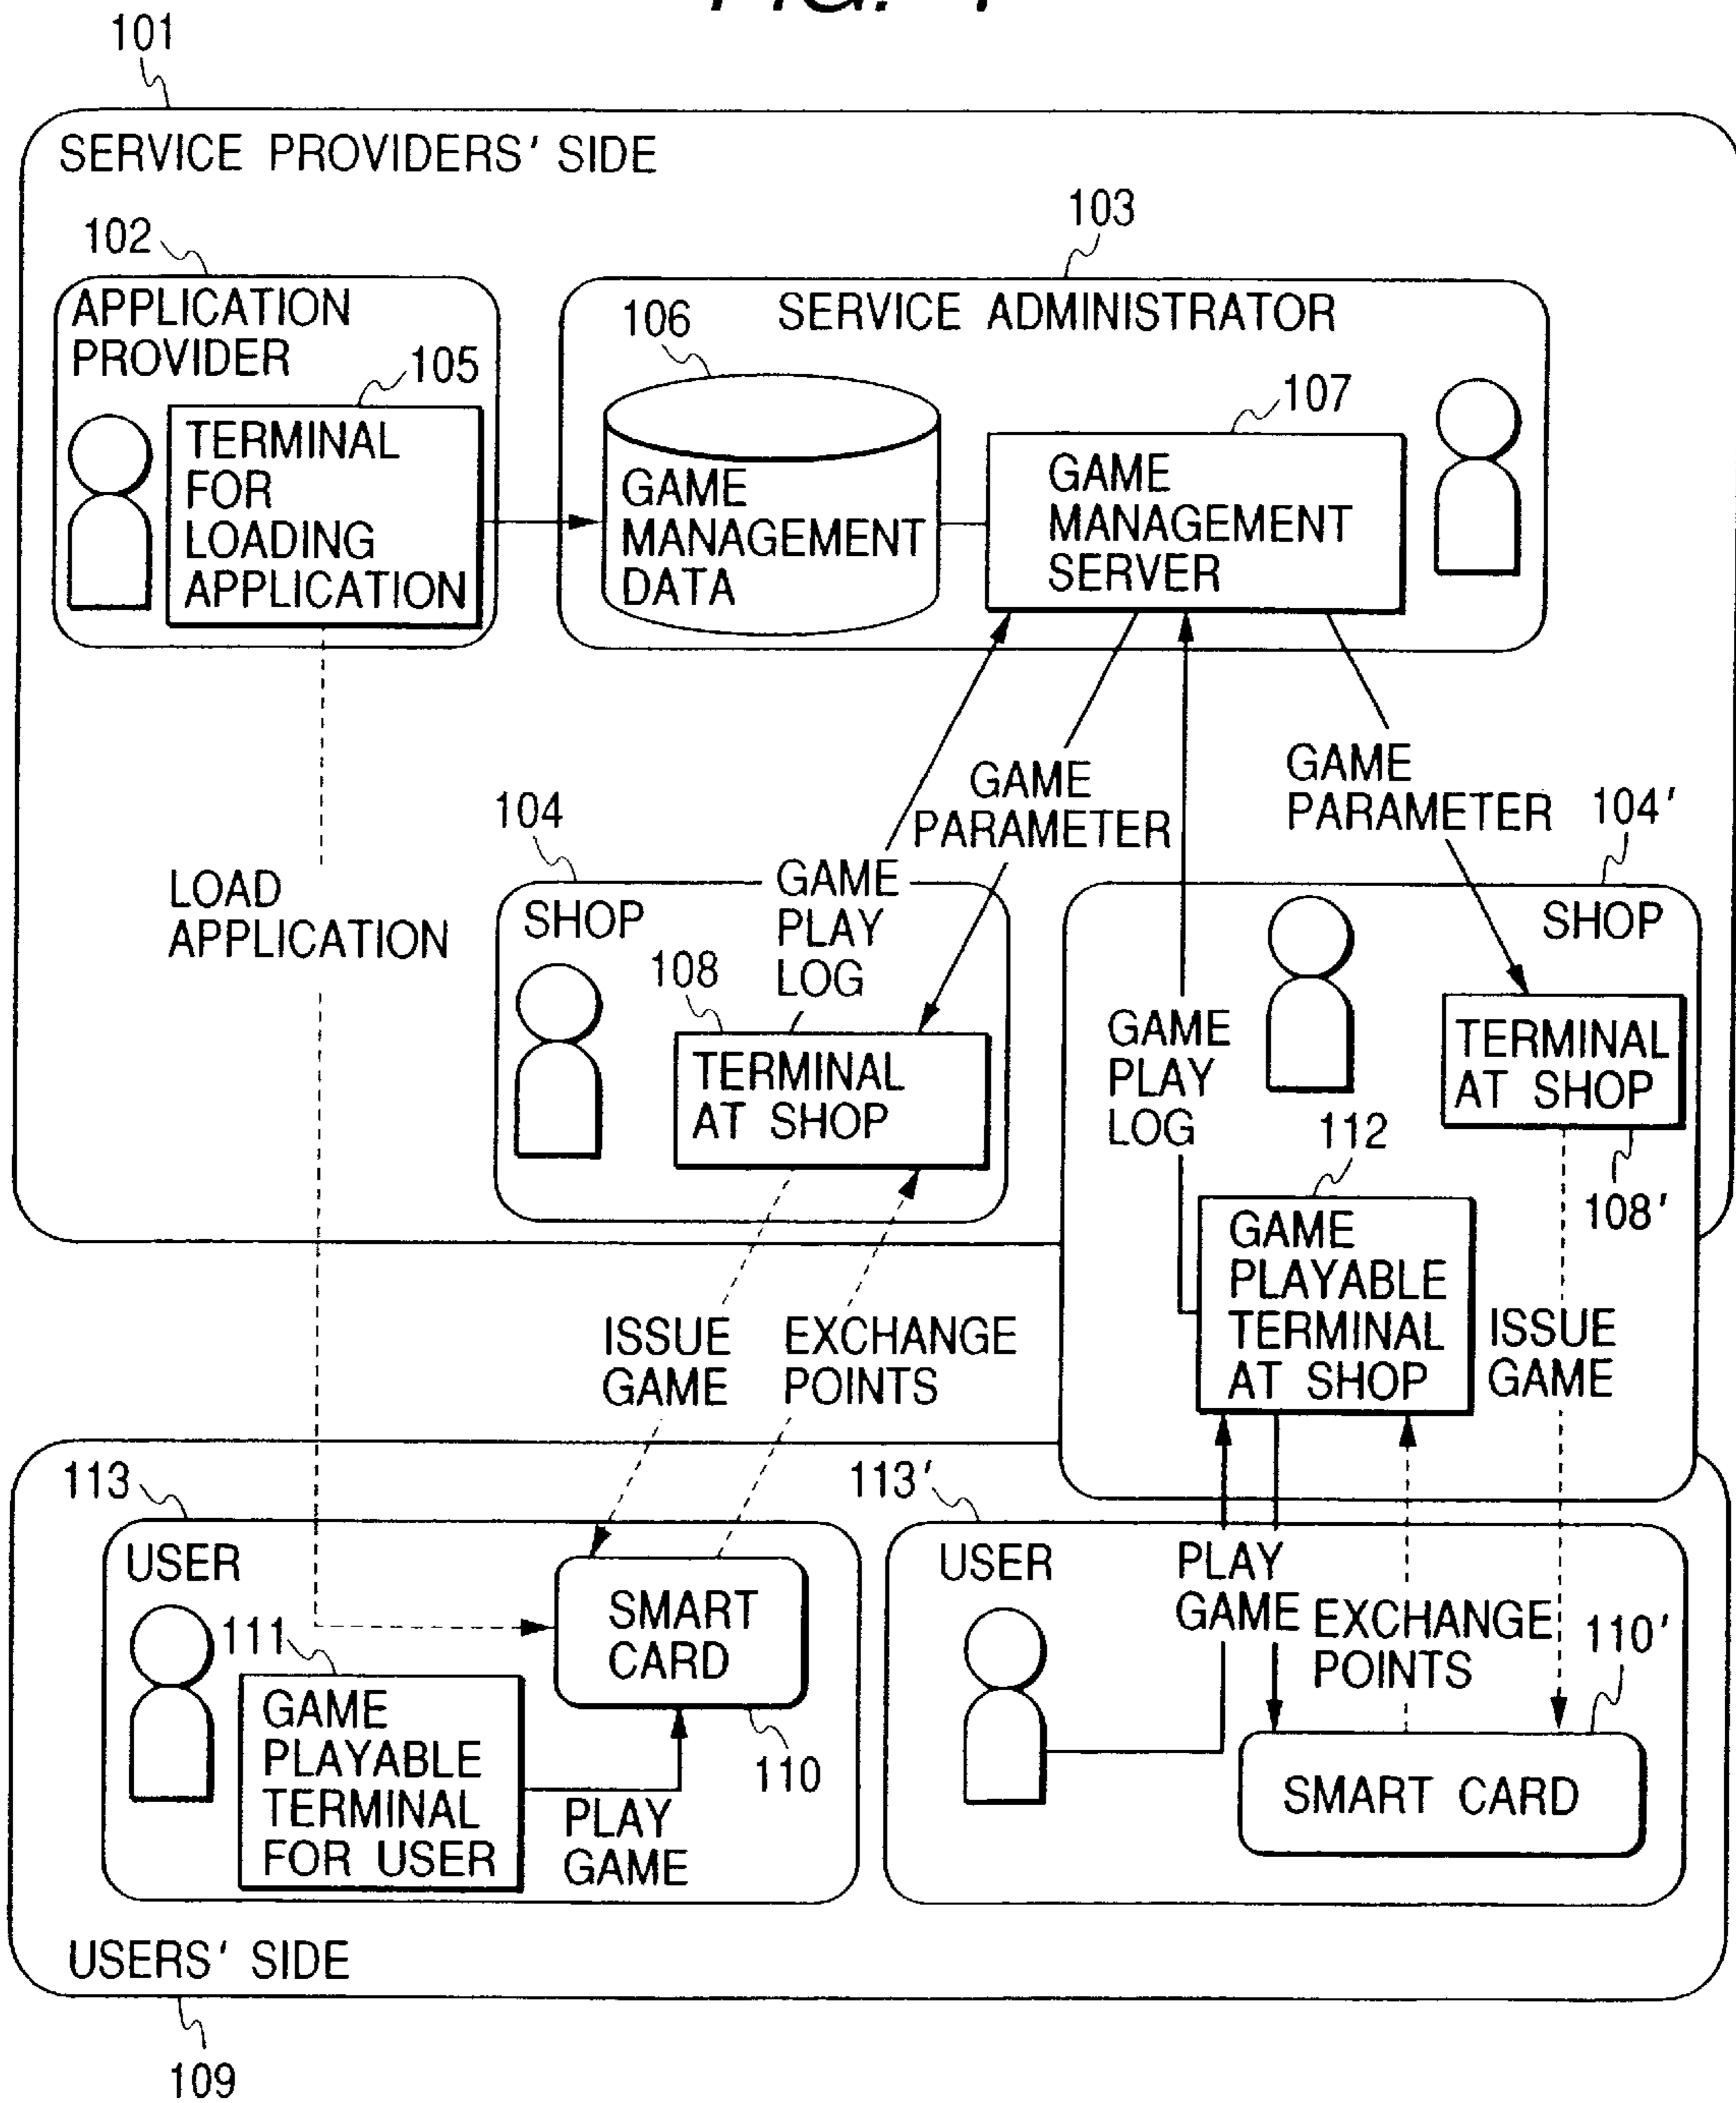 FIG. 1
101
SERVICE PROVIDERS' SIDE
102
103
APPLICATION
PROVIDER
105
TERMINAL
FOR
LOADING
APPLICATION
SERVICE ADMINISTRATOR
106
107
GAME
MANAGEMENT
DATA
GAME
MANAGEMENT
SERVER
LOAD
APPLICATION
GAME
PARAMETER
GAME
PARAMETER
104
104'
SHOP
GAME
PLAY
LOG
108
TERMINAL
AT SHOP
SHOP
GAME
PLAY
LOG
TERMINAL
AT SHOP
108'
112
GAME
PLAYABLE
TERMINAL
AT SHOP
ISSUE
GAME
EXCHANGE
POINTS
ISSUE
GAME
113
USER
111
GAME
PLAYABLE
TERMINAL
FOR USER
SMART
CARD
110
PLAY
GAME
113'
USER
PLAY
GAME
EXCHANGE
POINTS
110'
SMART CARD
USERS' SIDE
109